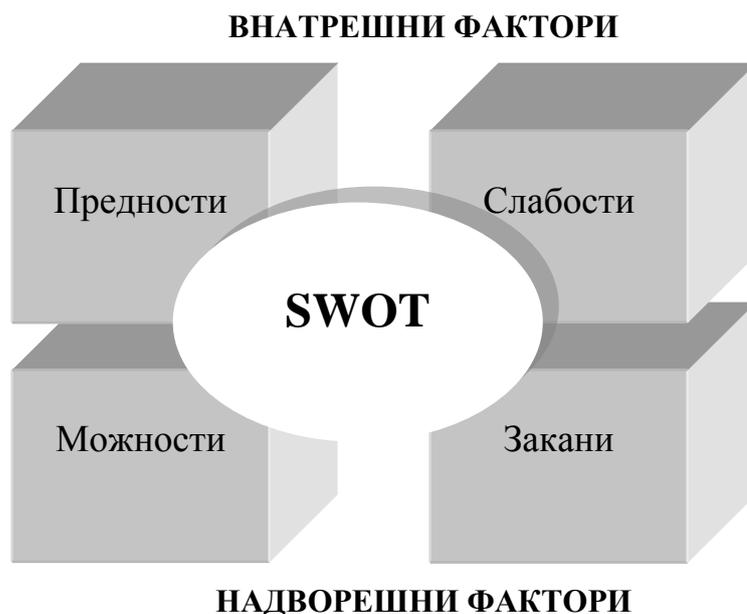 ВНАТРЕШНИ ФАКТОРИ
Предности
Слабости
SWOT
Можности
Закани
НАДВОРЕШНИ ФАКТОРИ